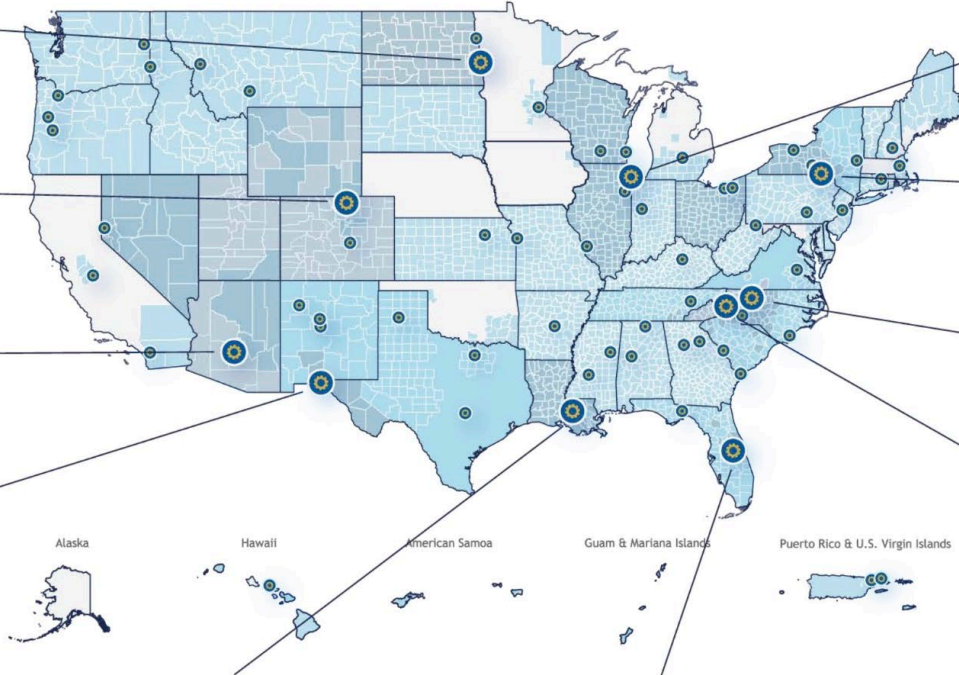 Alaska
Hawaii
American Samoa
Guam & Mariana Islands
Puerto Rico & U.S. Virgin Islands